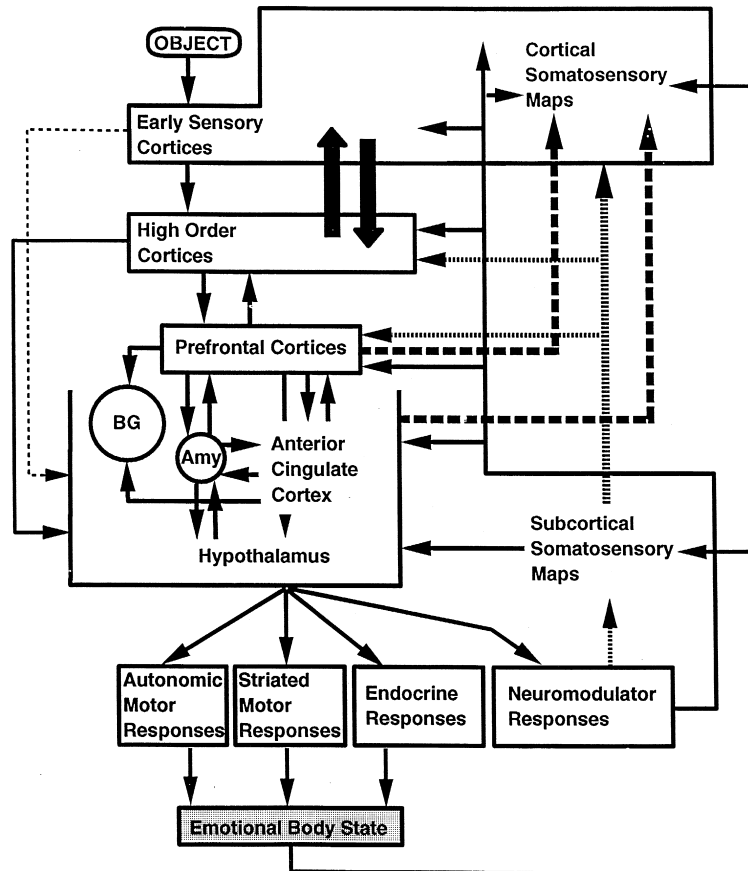 OBJECT
Cortical
Somatosensory
Maps
Early Sensory
Cortices
High Order
Cortices
Prefrontal Cortices
BG
Amy
Anterior
Cingulate
Cortex
Hypothalamus
Subcortical
Somatosensory
Maps
Autonomic
Motor
Responses
Striated
Motor
Responses
Endocrine
Responses
Neuromodulator
Responses
Emotional Body State